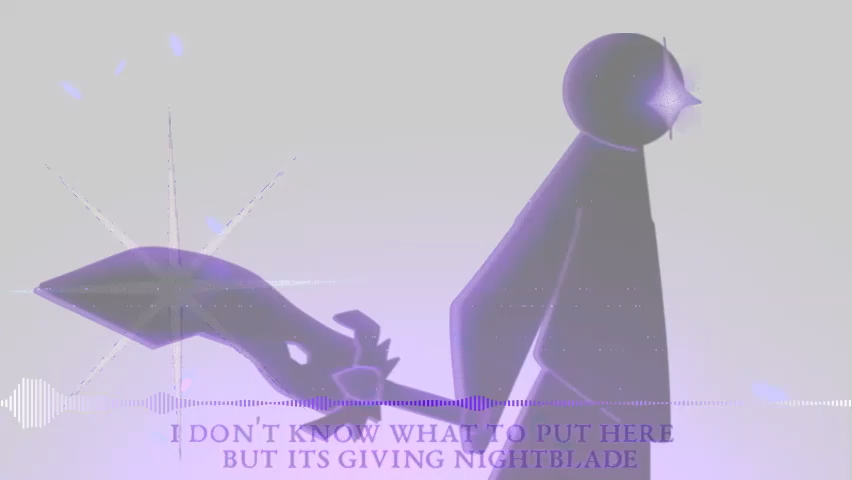 I DON'T KNOW WHAT TO PUT HERE
BUT ITS GIVING NIGHTBLADE